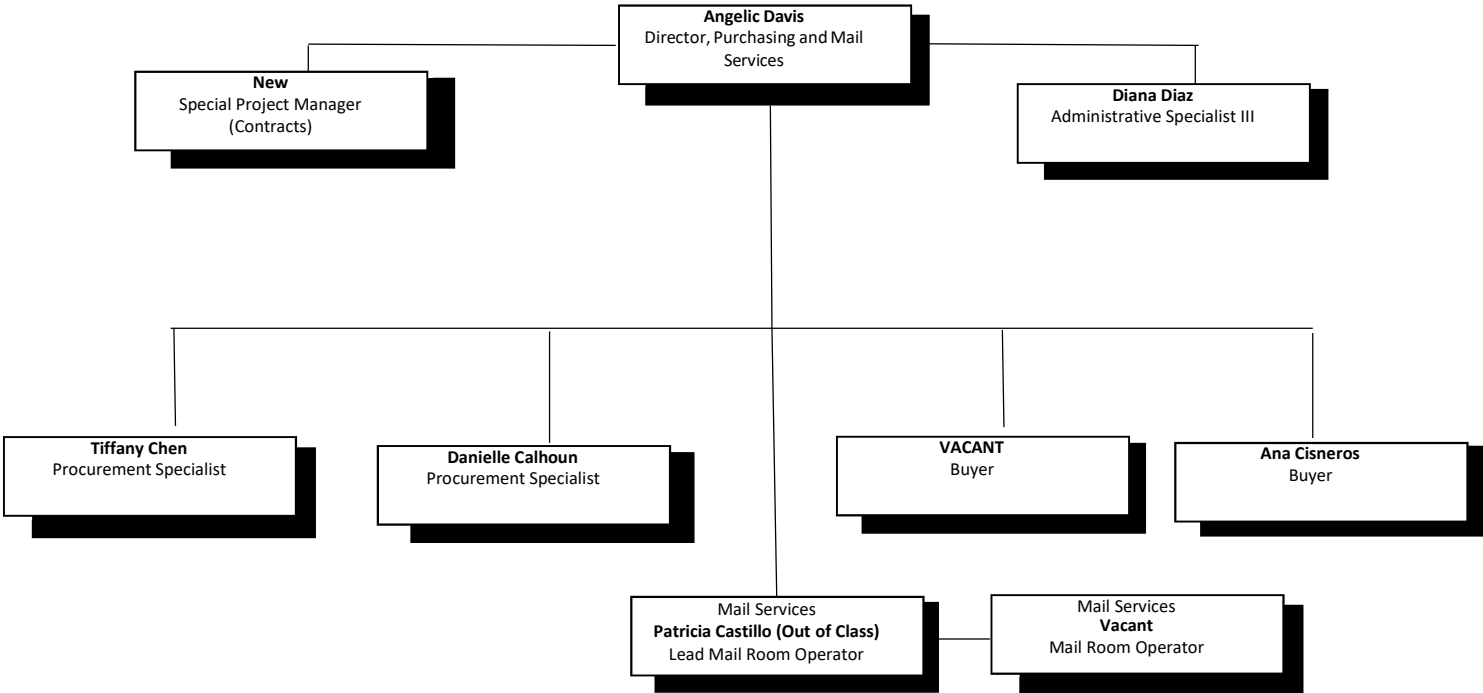 Angelic Davis
Director, Purchasing and Mail
Services
New
Special Project Manager
(Contracts)
Diana Diaz
Administrative Specialist III
Tiffany Chen
Procurement Specialist
Danielle Calhoun
Procurement Specialist
VACANT
Buyer
Ana Cisneros
Buyer
Mail Services
Patricia Castillo (Out of Class)
Lead Mail Room Operator
Mail Services
Vacant
Mail Room Operator